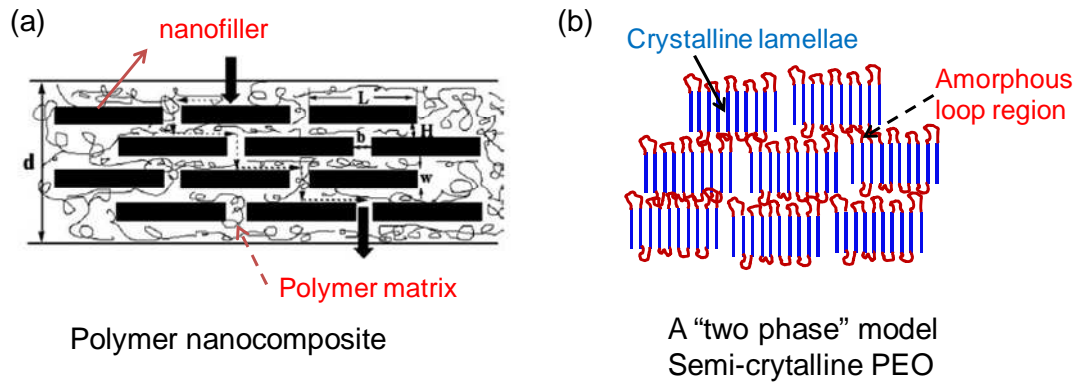 (a)
nanofiller
L
H
b
d
w
Polymer matrix
Polymer nanocomposite
(b)
Crystalline lamellae
Amorphous
loop region
A “two phase” model
Semi-crytalline PEO